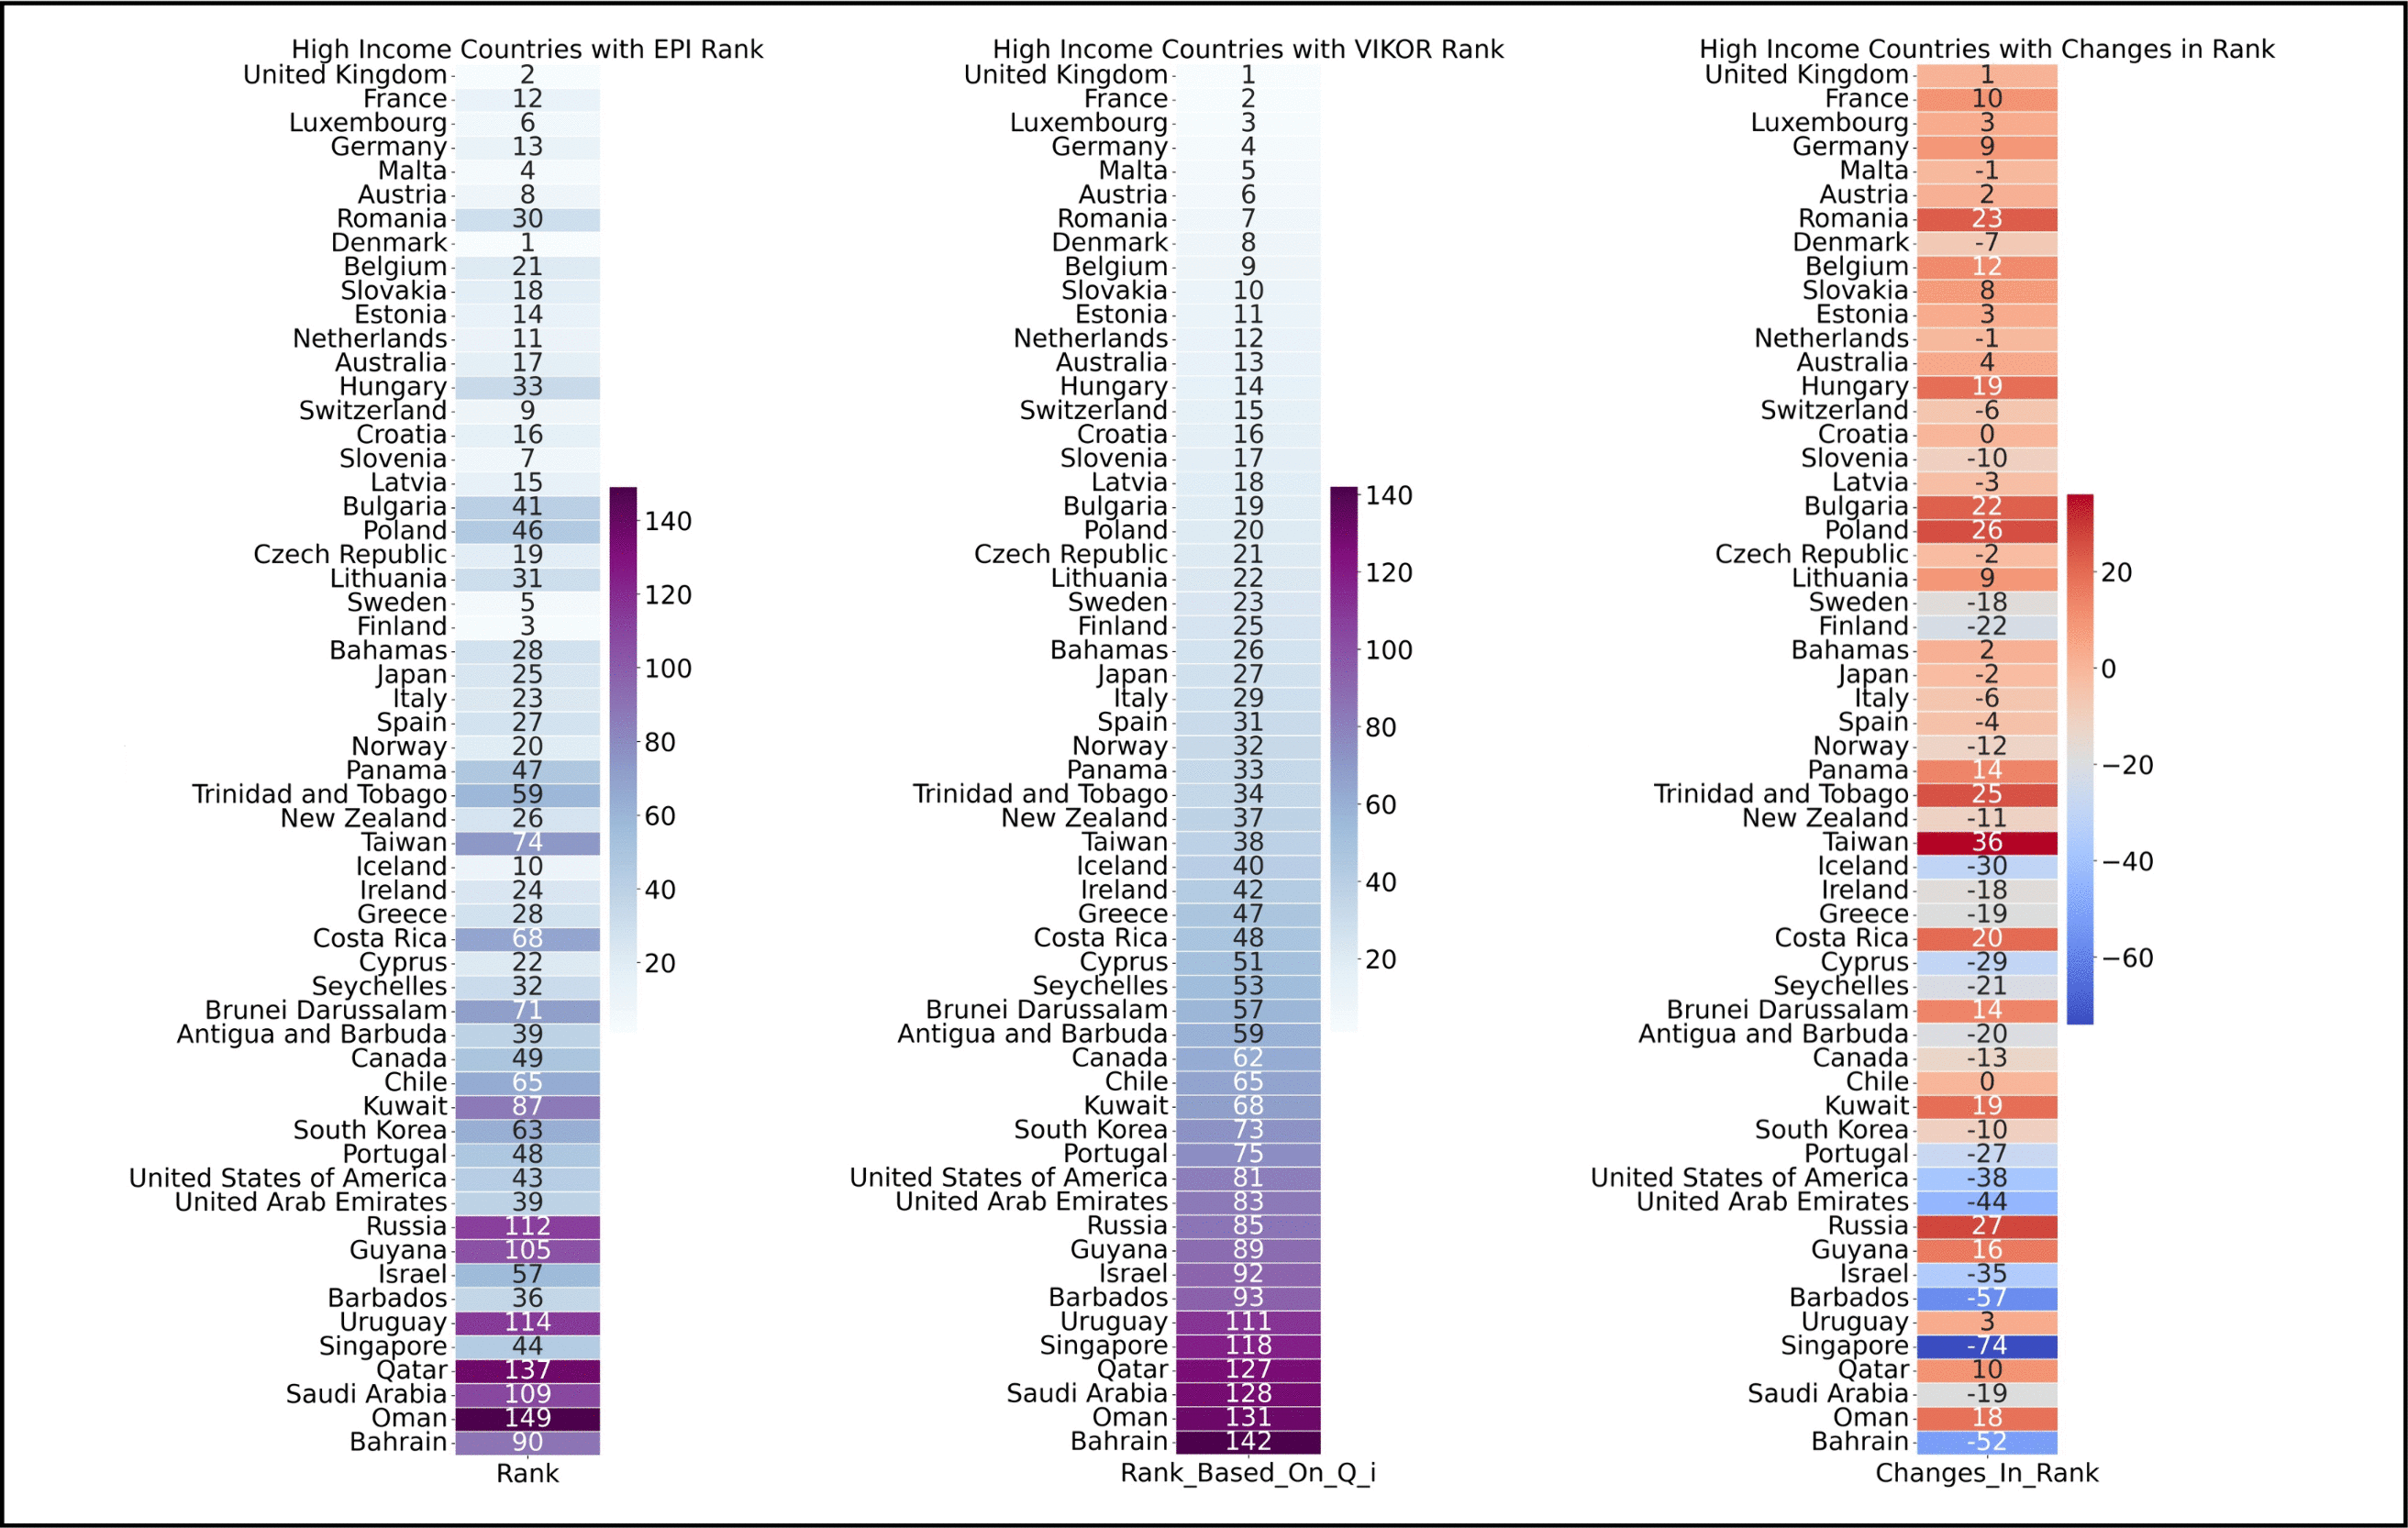 High Income Countries with EPI Rank
United Kingdom 2
France 12
Luxembourg 6
Germany 13
Malta 4
Austria 8
Romania 30
Denmark 1
Belgium 21
Slovakia 18
Estonia 14
Netherlands 11
Australia 17
Hungary 33
Switzerland 9
Croatia 16
Slovenia 7
Latvia 15
Bulgaria 41
Poland 46
Czech Republic 19
Lithuania 31
Sweden 5
Finland 3
Bahamas 28
Japan 25
Italy 23
Spain 27
Norway 20
Panama 47
Trinidad and Tobago 59
New Zealand 26
Taiwan 74
Iceland 10
Ireland 24
Greece 28
Costa Rica 68
Cyprus 22
Seychelles 32
Brunei Darussalam 71
Antigua and Barbuda 39
Canada 49
Chile 65
Kuwait 87
South Korea 63
Portugal 48
United States of America 43
United Arab Emirates 39
Russia 112
Guyana 105
Israel 57
Barbados 36
Uruguay 114
Singapore 44
Qatar 137
Saudi Arabia 109
Oman 149
Bahrain 90
Rank
140
120
100
80
60
40
20
High Income Countries with VIKOR Rank
United Kingdom 1
France 2
Luxembourg 3
Germany 4
Malta 5
Austria 6
Romania 7
Denmark 8
Belgium 9
Slovakia 10
Estonia 11
Netherlands 12
Australia 13
Hungary 14
Switzerland 15
Croatia 16
Slovenia 17
Latvia 18
Bulgaria 19
Poland 20
Czech Republic 21
Lithuania 22
Sweden 23
Finland 25
Bahamas 26
Japan 27
Italy 29
Spain 31
Norway 32
Panama 33
Trinidad and Tobago 34
New Zealand 37
Taiwan 38
Iceland 40
Ireland 42
Greece 47
Costa Rica 48
Cyprus 51
Seychelles 53
Brunei Darussalam 57
Antigua and Barbuda 59
Canada 62
Chile 65
Kuwait 68
South Korea 73
Portugal 75
United States of America 81
United Arab Emirates 83
Russia 85
Guyana 89
Israel 92
Barbados 93
Uruguay 111
Singapore 118
Qatar 127
Saudi Arabia 128
Oman 131
Bahrain 142
Rank_Based_On_Q_i
140
120
100
80
60
40
20
High Income Countries with Changes in Rank
United Kingdom 1
France 10
Luxembourg 3
Germany 9
Malta -1
Austria 2
Romania 23
Denmark -7
Belgium 12
Slovakia 8
Estonia 3
Netherlands -1
Australia 4
Hungary 19
Switzerland -6
Croatia 0
Slovenia -10
Latvia -3
Bulgaria 22
Poland 26
Czech Republic -2
Lithuania 9
Sweden -18
Finland -22
Bahamas 2
Japan -2
Italy -6
Spain -4
Norway -12
Panama 14
Trinidad and Tobago 25
New Zealand -11
Taiwan 36
Iceland -30
Ireland -18
Greece -19
Costa Rica 20
Cyprus -29
Seychelles -21
Brunei Darussalam 14
Antigua and Barbuda -20
Canada -13
Chile 0
Kuwait 19
South Korea -10
Portugal -27
United States of America -38
United Arab Emirates -44
Russia 27
Guyana 16
Israel -35
Barbados -57
Uruguay 3
Singapore -74
Qatar 10
Saudi Arabia -19
Oman 18
Bahrain -52
Changes_In_Rank
20
0
−20
−40
−60